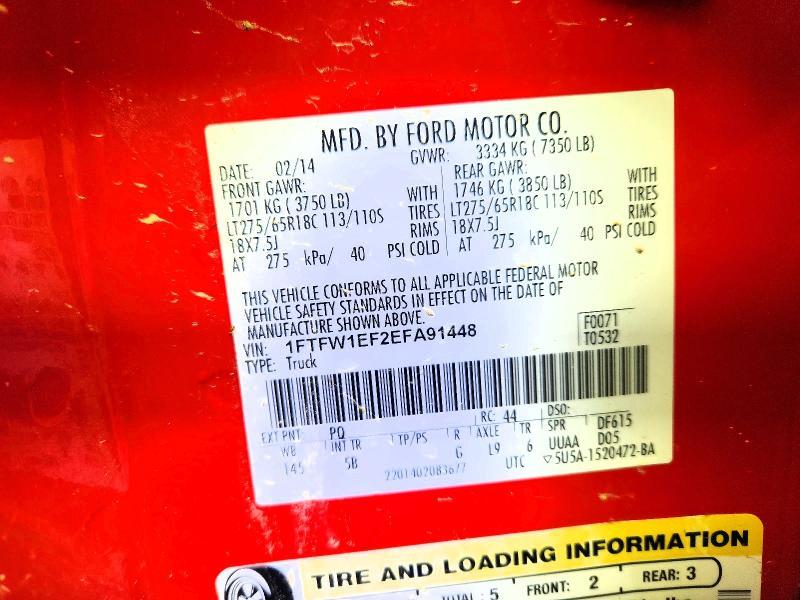 MFD. BY FORD MOTOR CO.
DATE: 02/14 GVWR: 3334 KG ( 7350 LB)
FRONT GAWR: REAR GAWR:
1701 KG ( 3750 LB) WITH 1746 KG ( 3850 LB) WITH
LT275/65R18C 113/110S TIRES LT275/65R18C 113/110S TIRES
18X7.5J RIMS 18X7.5J RIMS
AT 275 kPa/ 40 PSI COLD AT 275 kPa/ 40 PSI COLD
THIS VEHICLE CONFORMS TO ALL APPLICABLE FEDERAL MOTOR
VEHICLE SAFETY STANDARDS IN EFFECT ON THE DATE OF
MANUFACTURE SHOWN ABOVE.
VIN: 1FTFW1EF2EFA91448 F0071
TYPE: Truck T0532
RC: 44 DSO:
EXT PNT PQ
WB INT TR TP/PS R AXLE TR SPR DF615
145 5B G L9 6 UUAA D05
2201402083677 UTC ▽5U5A-1520472-BA
TIRE AND LOADING INFORMATION
TOTAL: 5 FRONT: 2 REAR: 3